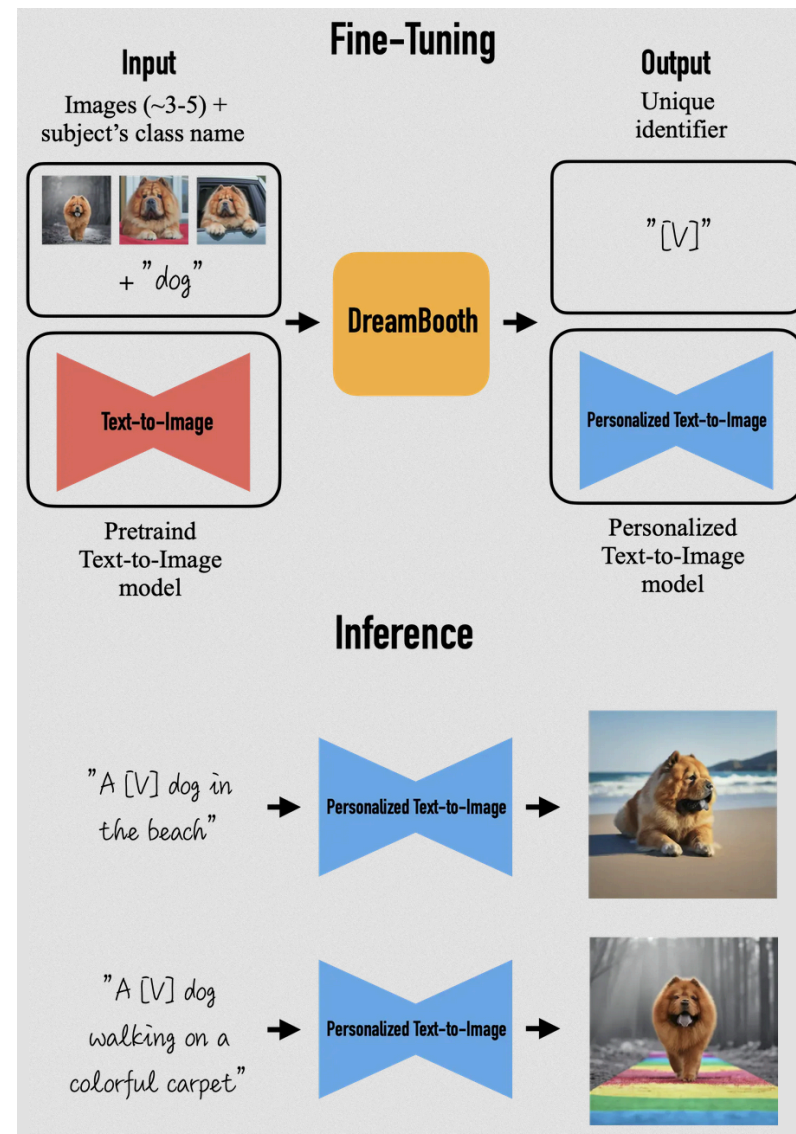 Fine-Tuning
Input
Images (~3-5) +
subject's class name
+ "dog"
Text-to-Image
Pretraind
Text-to-Image
model
DreamBooth
Output
Unique
identifier
"[V]"
Personalized Text-to-Image
Personalized
Text-to-Image
model
Inference
"A [V] dog in
the beach"
Personalized Text-to-Image
"A [V] dog
walking on a
colorful carpet"
Personalized Text-to-Image